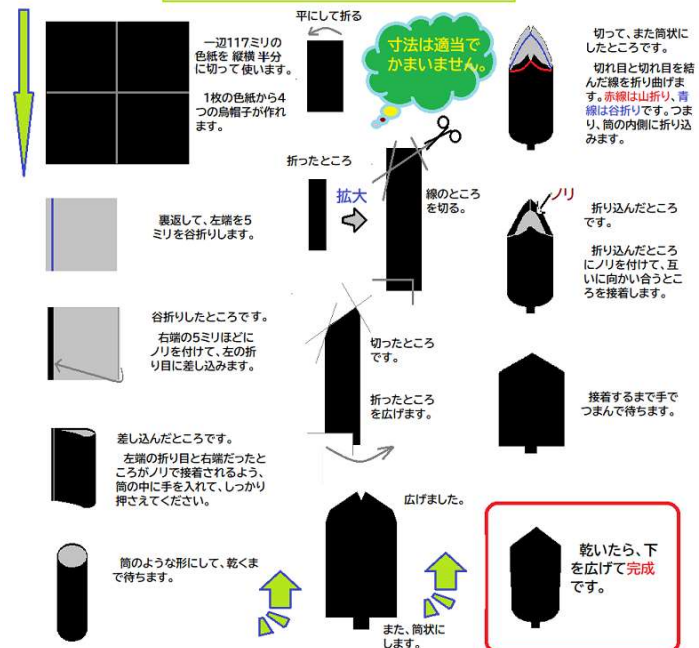 一辺117ミリの
色紙を 縦横 半分
に切って 使います。
1枚の色紙から4
つの烏帽子が作れ
ます。
裏返して、左端を5
ミリを谷折りします。
谷折りしたところです。
右端の5ミリほどに
ノリを付けて、左の折
り目に差し込みます。
差し込んだところです。
左端の折り目と右端だったと
ころがノリで接着されるよう、
筒の中に手を入れて、しっかり
押さえてください。
筒のような形にして、乾くま
で待ちます。
平にして折る
寸法は適当で
かまいません。
折ったところ
拡大
線のところ
を切る。
切ったところ
です。
折ったところ
を広げます。
広げました。
また、筒状に
します。
切って、また筒状
にしたところです。
切れ目と切れ目を結
んだ線を折り曲げま
す。赤線は山折り、青
線は谷折りです。つま
り、筒の内側に折り込
みます。
ノリ
折り込んだところ
です。
折り込んだところ
にノリを付けて、互
いに向かい合うとこ
ろを接着します。
接着するまで手で
つまんで待ちます。
乾いたら、下
を広げて完成
です。